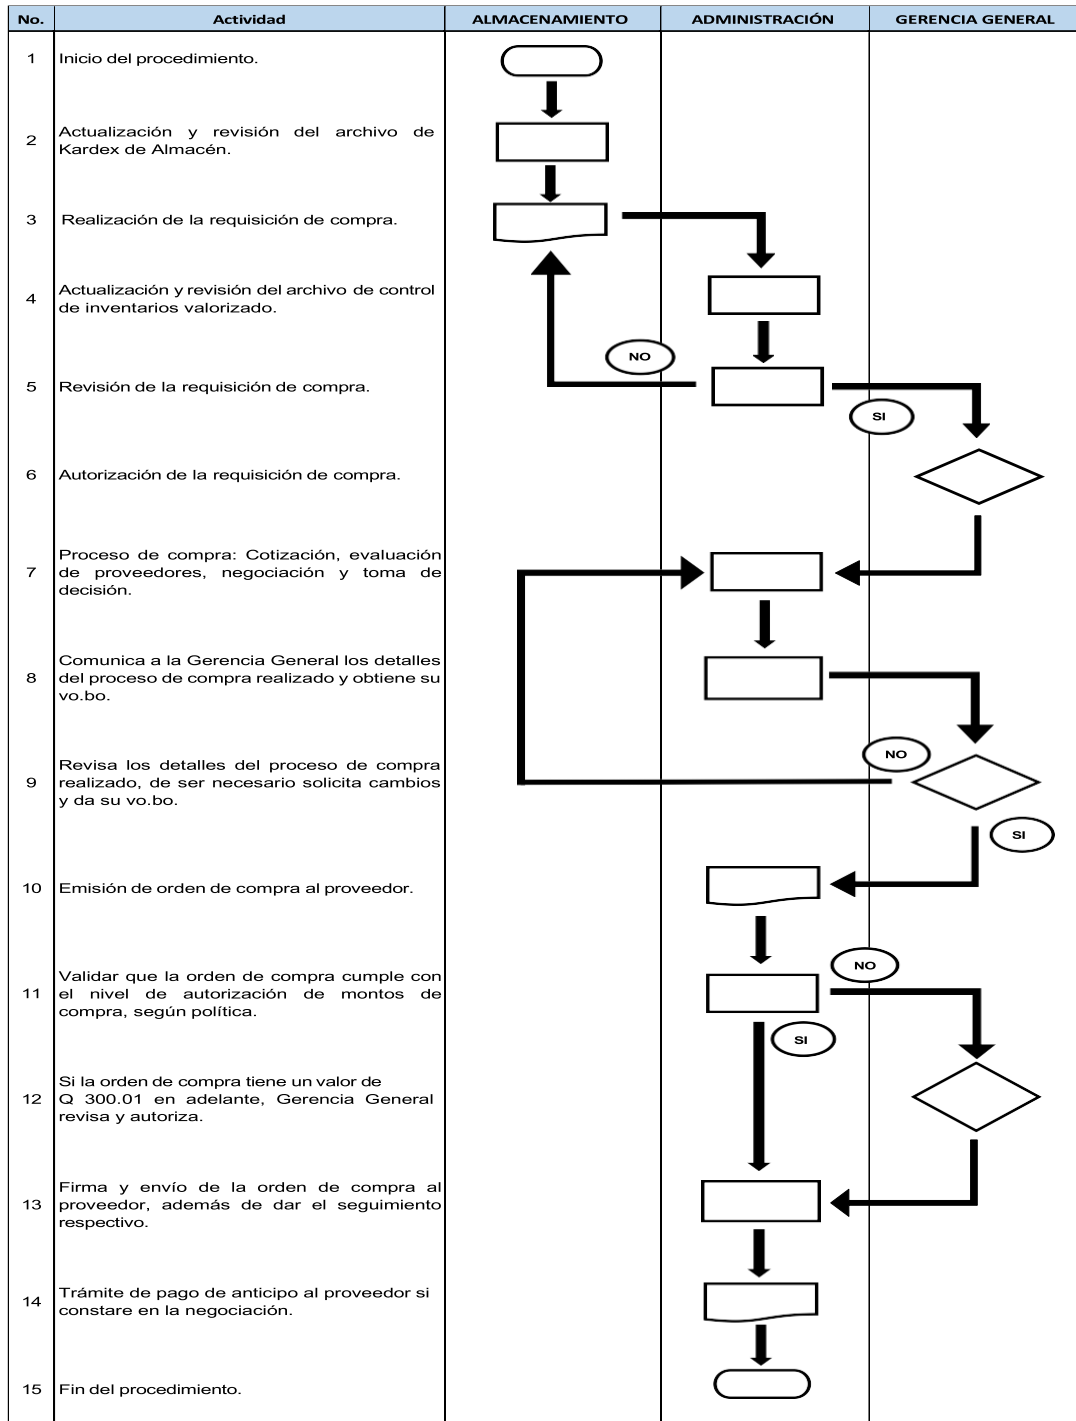 No. Actividad ALMACENAMIENTO ADMINISTRACIÓN GERENCIA GENERAL
1 Inicio del procedimiento.
2 Actualización y revisión del archivo de
Kardex de Almacén.
3 Realización de la requisición de compra.
4 Actualización y revisión del archivo de control
de inventarios valorizado.
NO
5 Revisión de la requisición de compra.
SI
6 Autorización de la requisición de compra.
7 Proceso de compra: Cotización, evaluación
de proveedores, negociación y toma de
decisión.
8 Comunica a la Gerencia General los detalles
del proceso de compra realizado y obtiene su
vo.bo.
NO
9 Revisa los detalles del proceso de compra
realizado, de ser necesario solicita cambios
y da su vo.bo.
SI
10 Emisión de orden de compra al proveedor.
NO
11 Validar que la orden de compra cumple con
el nivel de autorización de montos de
compra, según política.
SI
12 Si la orden de compra tiene un valor de
Q 300.01 en adelante, Gerencia General
revisa y autoriza.
13 Firma y envío de la orden de compra al
proveedor, además de dar el seguimiento
respectivo.
14 Trámite de pago de anticipo al proveedor si
constare en la negociación.
15 Fin del procedimiento.